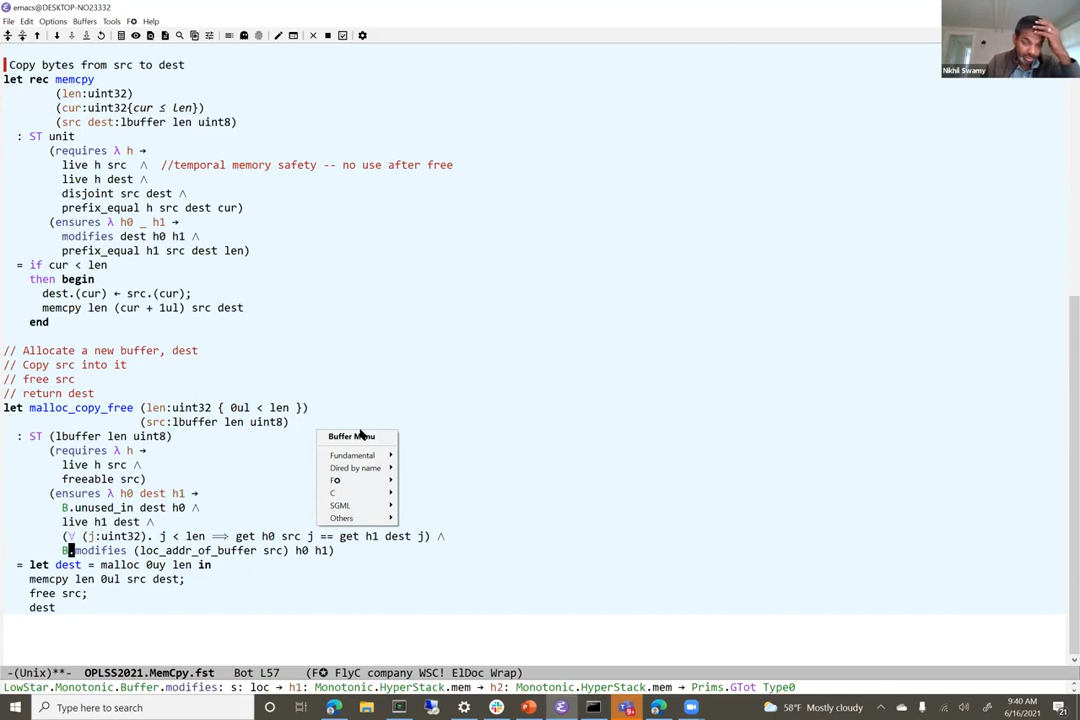 emacs@DESKTOP-NO23332
File Edit Options Buffers Tools F✪ Help
Nikhil Swamy
Copy bytes from src to dest
let rec memcpy
(len:uint32)
(cur:uint32{cur ≤ len})
(src dest:lbuffer len uint8)
: ST unit
(requires λ h →
live h src ∧ //temporal memory safety -- no use after free
live h dest ∧
disjoint src dest ∧
prefix_equal h src dest cur)
(ensures λ h0 _ h1 →
modifies dest h0 h1 ∧
prefix_equal h1 src dest len)
= if cur < len
then begin
dest.(cur) ← src.(cur);
memcpy len (cur + 1ul) src dest
end
// Allocate a new buffer, dest
// Copy src into it
// free src
// return dest
let malloc_copy_free (len:uint32 { 0ul < len })
(src:lbuffer len uint8)
: ST (lbuffer len uint8)
(requires λ h →
live h src ∧
freeable src)
(ensures λ h0 dest h1 →
B.unused_in dest h0 ∧
live h1 dest ∧
(∀ (j:uint32). j < len ⟹ get h0 src j == get h1 dest j) ∧
B.modifies (loc_addr_of_buffer src) h0 h1)
= let dest = malloc 0uy len in
memcpy len 0ul src dest;
free src;
dest
Buffer Menu
Fundamental
Dired by name
F✪
C
SGML
Others
-(Unix)**- OPLSS2021.MemCpy.fst Bot L57 (F✪ FlyC company WSC! ElDoc Wrap)
LowStar.Monotonic.Buffer.modifies: s: loc → h1: Monotonic.HyperStack.mem → h2: Monotonic.HyperStack.mem → Prims.GTot Type0
Type here to search
58°F Mostly cloudy
9:40 AM
6/16/2021